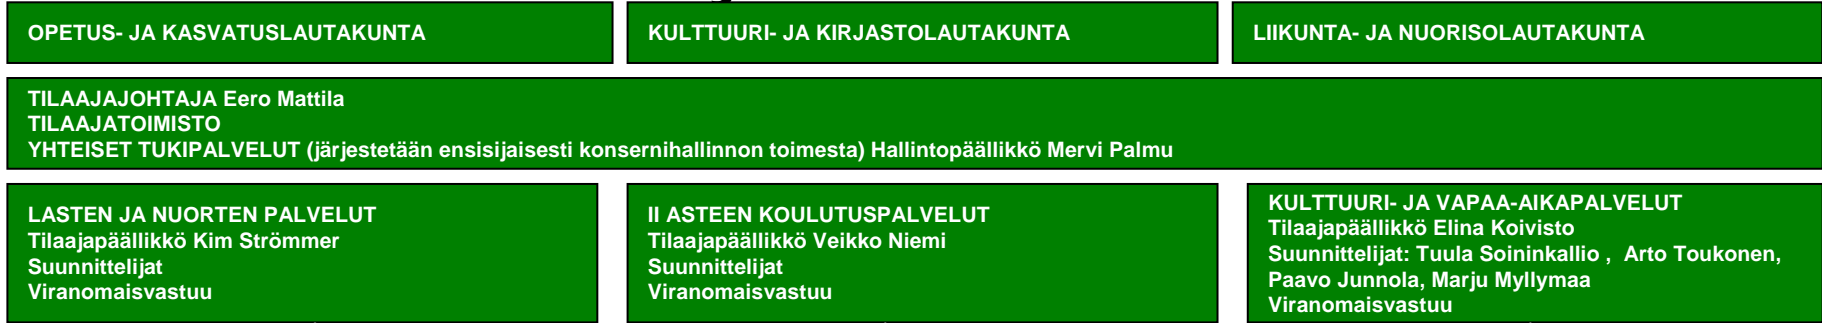 OPETUS- JA KASVATUSLAUTAKUNTA
KULTTUURI- JA KIRJASTOLAUTAKUNTA
LIIKUNTA- JA NUORISOLAUTAKUNTA
TILAAJAJOHTAJA Eero Mattila
TILAAJATOIMISTO
YHTEISET TUKIPALVELUT (järjestetään ensisijaisesti konsernihallinnon toimesta) Hallintopäällikkö Mervi Palmu
LASTEN JA NUORTEN PALVELUT
Tilaajapäällikkö Kim Strömmer
Suunnittelijat
Viranomaisvastuu
II ASTEEN KOULUTUSPALVELUT
Tilaajapäällikkö Veikko Niemi
Suunnittelijat
Viranomaisvastuu
KULTTUURI- JA VAPAA-AIKAPALVELUT
Tilaajapäällikkö Elina Koivisto
Suunnittelijat: Tuula Soininkallio , Arto Toukonen,
Paavo Junnola, Marju Myllymaa
Viranomaisvastuu